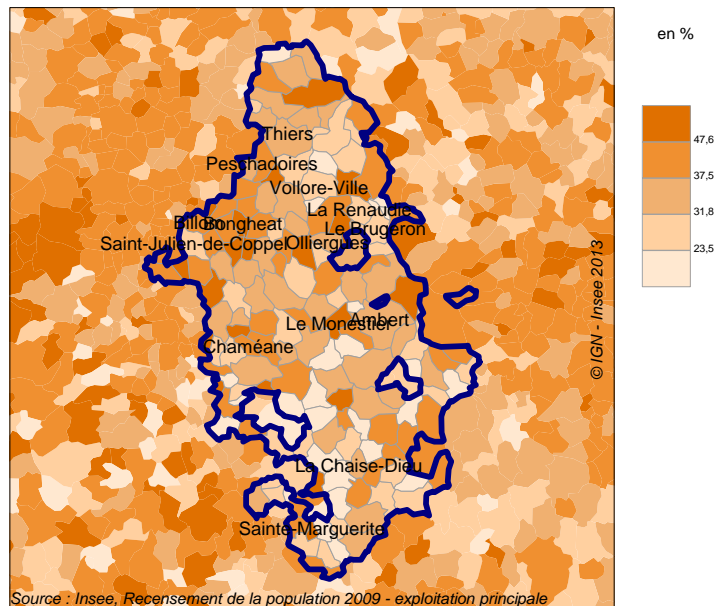 en %
47,6
37,5
31,8
23,5
Thiers
Peschadoires
Vollore-Ville
La Renaudie
Billom
Bongheat
Le Brugeron
Saint-Julien-de-Coppel
Olliergues
Le Monestier
Ambert
Chaméane
La Chaise-Dieu
Sainte-Marguerite
© IGN - Insee 2013
Source : Insee, Recensement de la population 2009 - exploitation principale